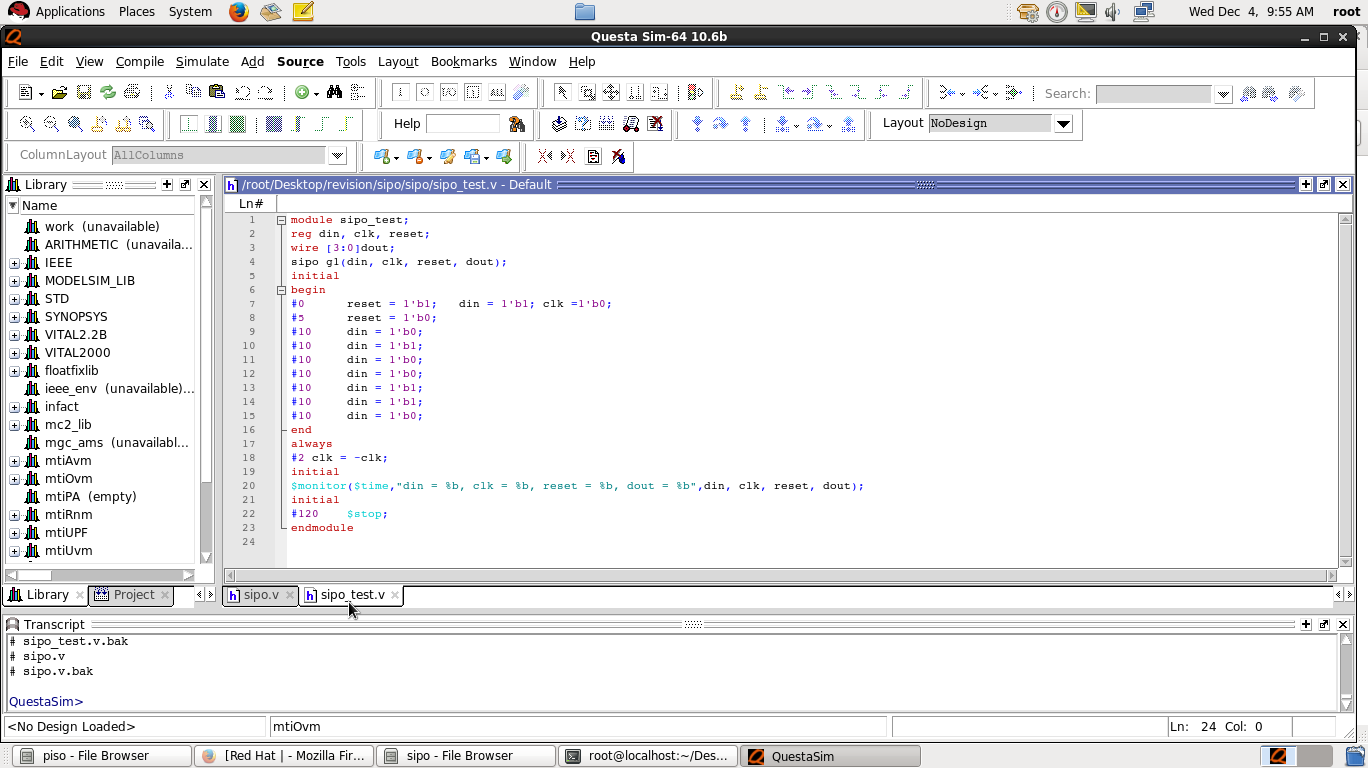 Applications Places System Wed Dec 4, 9:55 AM root
Questa Sim-64 10.6b
File Edit View Compile Simulate Add Source Tools Layout Bookmarks Window Help
Search:
Help Layout NoDesign
ColumnLayout AllColumns
Library
Name
work (unavailable)
ARITHMETIC (unavaila...
IEEE
MODELSIM_LIB
STD
SYNOPSYS
VITAL2.2B
VITAL2000
floatfixlib
ieee_env (unavailable)...
infact
mc2_lib
mgc_ams (unavailabl...
mtiAvm
mtiOvm
mtiPA (empty)
mtiRnm
mtiUPF
mtiUvm
Library Project
/root/Desktop/revision/sipo/sipo/sipo_test.v - Default
Ln#
1 module sipo_test;
2 reg din, clk, reset;
3 wire [3:0]dout;
4 sipo g1(din, clk, reset, dout);
5 initial
6 begin
7 #0 reset = 1'b1; din = 1'b1; clk =1'b0;
8 #5 reset = 1'b0;
9 #10 din = 1'b0;
10 #10 din = 1'b1;
11 #10 din = 1'b0;
12 #10 din = 1'b0;
13 #10 din = 1'b1;
14 #10 din = 1'b1;
15 #10 din = 1'b0;
16 end
17 always
18 #2 clk = ~clk;
19 initial
20 $monitor($time,"din = %b, clk = %b, reset = %b, dout = %b",din, clk, reset, dout);
21 initial
22 #120 $stop;
23 endmodule
24
sipo.v sipo_test.v
Transcript
# sipo_test.v.bak
# sipo.v
# sipo.v.bak
QuestaSim>
<No Design Loaded> mtiOvm Ln: 24 Col: 0
piso - File Browser [Red Hat | - Mozilla Fir... sipo - File Browser root@localhost:~/Des... QuestaSim